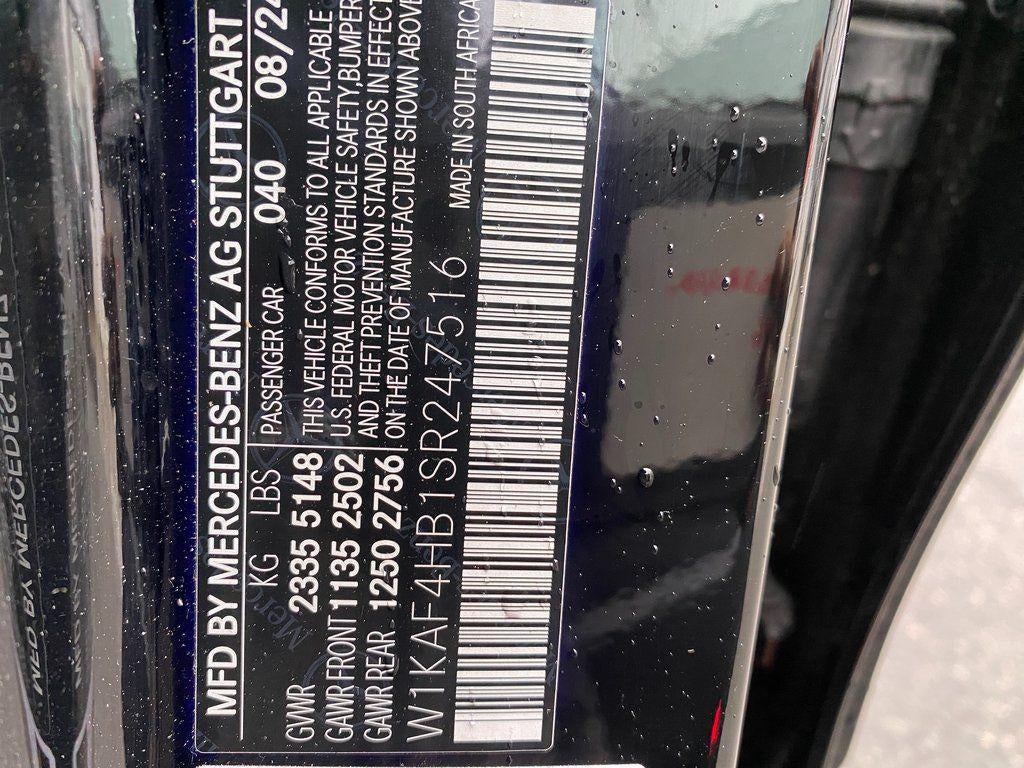 MFD BY MERCEDES-BENZ AG STUTTGART
KG LBS PASSENGER CAR 040 08/24
GVWR 2335 5148 THIS VEHICLE CONFORMS TO ALL APPLICABLE
GAWR FRONT 1135 2502 U.S. FEDERAL MOTOR VEHICLE SAFETY, BUMPER
GAWR REAR 1250 2756 AND THEFT PREVENTION STANDARDS IN EFFECT
ON THE DATE OF MANUFACTURE SHOWN ABOVE
W1KAF4HB1SR247516 MADE IN SOUTH AFRICA